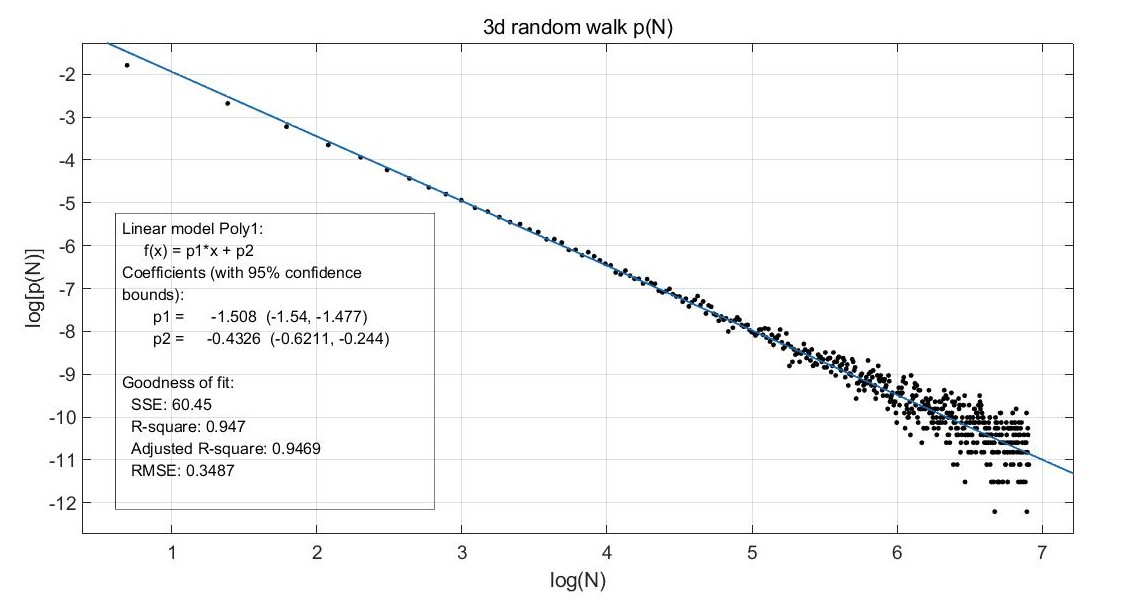 3d random walk p(N)
-2
-3
-4
-5
-6
-7
-8
-9
-10
-11
-12
log[p(N)]
Linear model Poly1:
f(x) = p1*x + p2
Coefficients (with 95% confidence
bounds):
p1 = -1.508 (-1.54, -1.477)
p2 = -0.4326 (-0.6211, -0.244)
Goodness of fit:
SSE: 60.45
R-square: 0.947
Adjusted R-square: 0.9469
RMSE: 0.3487
1 2 3 4 5 6 7
log(N)